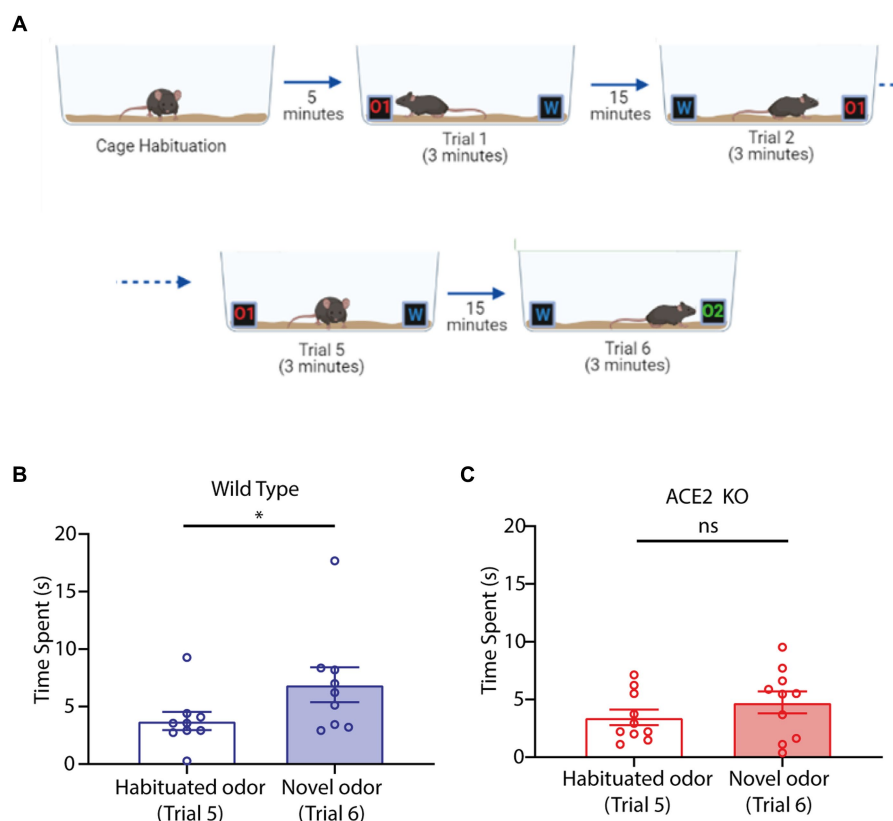 A
5
minutes
15
minutes
O1
W
W
O1
Cage Habituation
Trial 1
(3 minutes)
Trial 2
(3 minutes)
O1
W
W
O2
15
minutes
Trial 5
(3 minutes)
Trial 6
(3 minutes)
B
Wild Type
*
Time Spent (s)
20
15
10
5
0
Habituated odor
(Trial 5)
Novel odor
(Trial 6)
C
ACE2 KO
ns
Time Spent (s)
20
15
10
5
0
Habituated odor
(Trial 5)
Novel odor
(Trial 6)